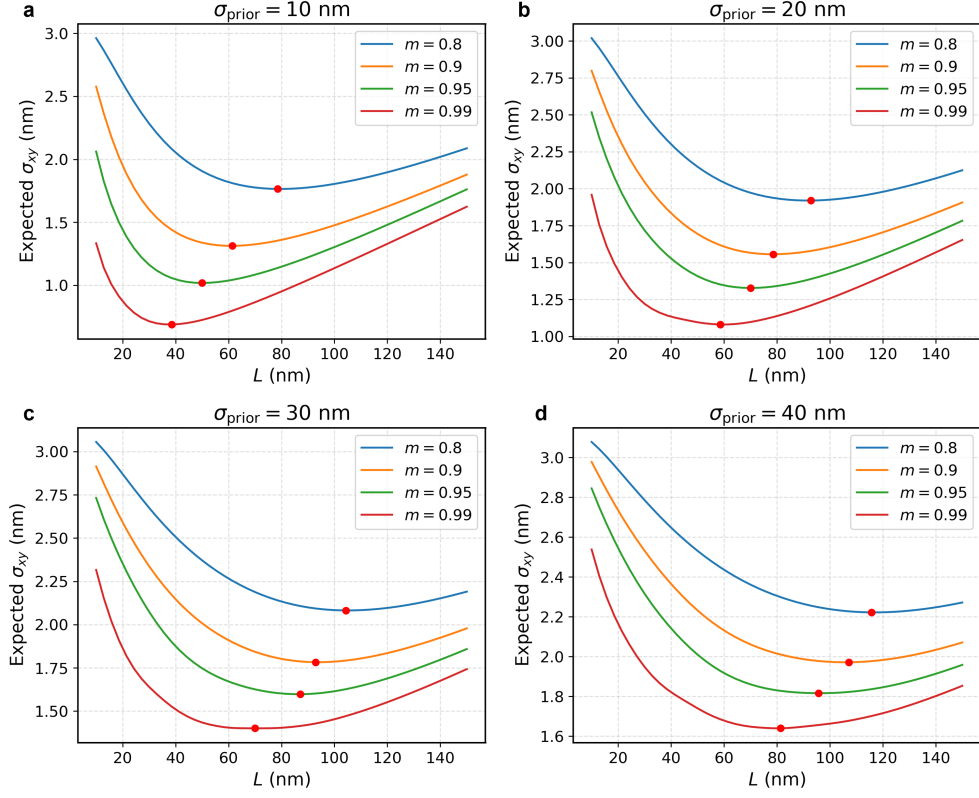 a
σprior = 10 nm
Expected σxy (nm)
3.0
2.5
2.0
1.5
1.0
m = 0.8
m = 0.9
m = 0.95
m = 0.99
20 40 60 80 100 120 140
L (nm)
b
σprior = 20 nm
Expected σxy (nm)
3.00
2.75
2.50
2.25
2.00
1.75
1.50
1.25
1.00
m = 0.8
m = 0.9
m = 0.95
m = 0.99
20 40 60 80 100 120 140
L (nm)
c
σprior = 30 nm
Expected σxy (nm)
3.00
2.75
2.50
2.25
2.00
1.75
1.50
m = 0.8
m = 0.9
m = 0.95
m = 0.99
20 40 60 80 100 120 140
L (nm)
d
σprior = 40 nm
Expected σxy (nm)
3.0
2.8
2.6
2.4
2.2
2.0
1.8
1.6
m = 0.8
m = 0.9
m = 0.95
m = 0.99
20 40 60 80 100 120 140
L (nm)